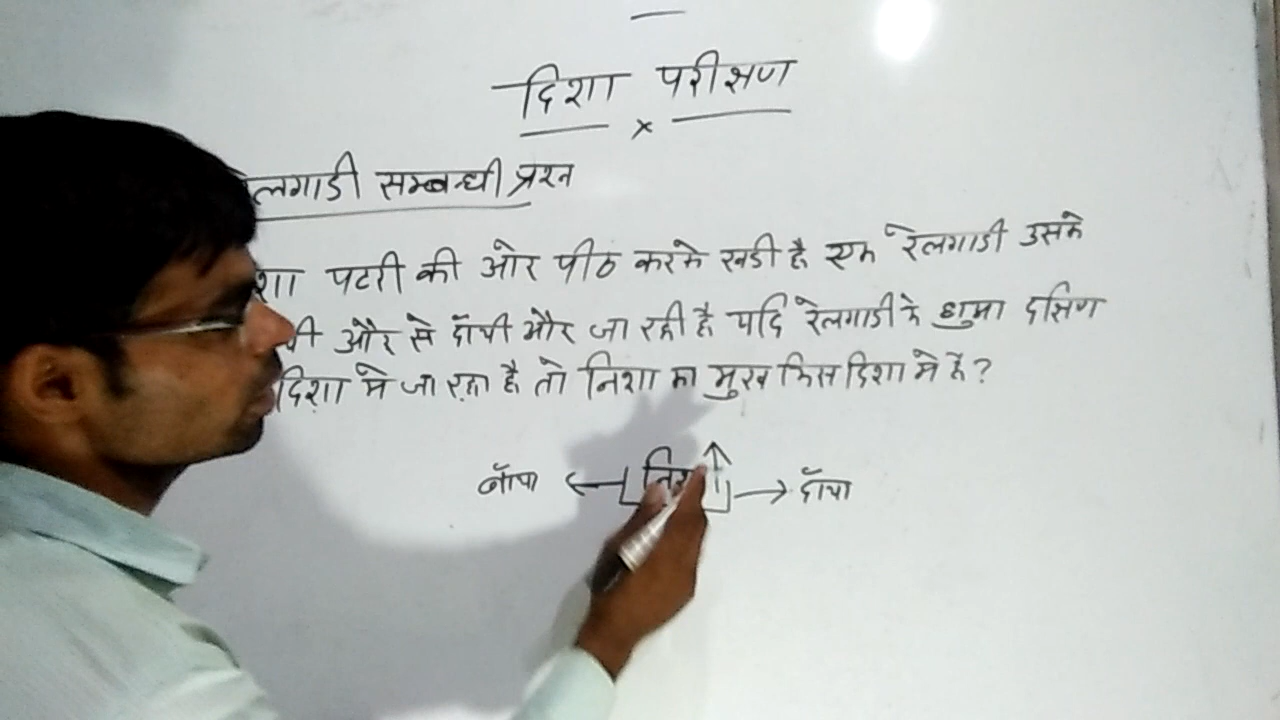 दिशा परीक्षण
x
रेलगाडी सम्बन्धी प्रश्न
पटरी की ओर पीठ करके खडी है एक रेलगाडी उसके
और से दाँयी और जा रही है यदि रेलगाडी के धुआ दक्षिण
दिशा मे जा रहा है तो निशा का मुख किस दिशा मे है?
बाँया निशा दाँया